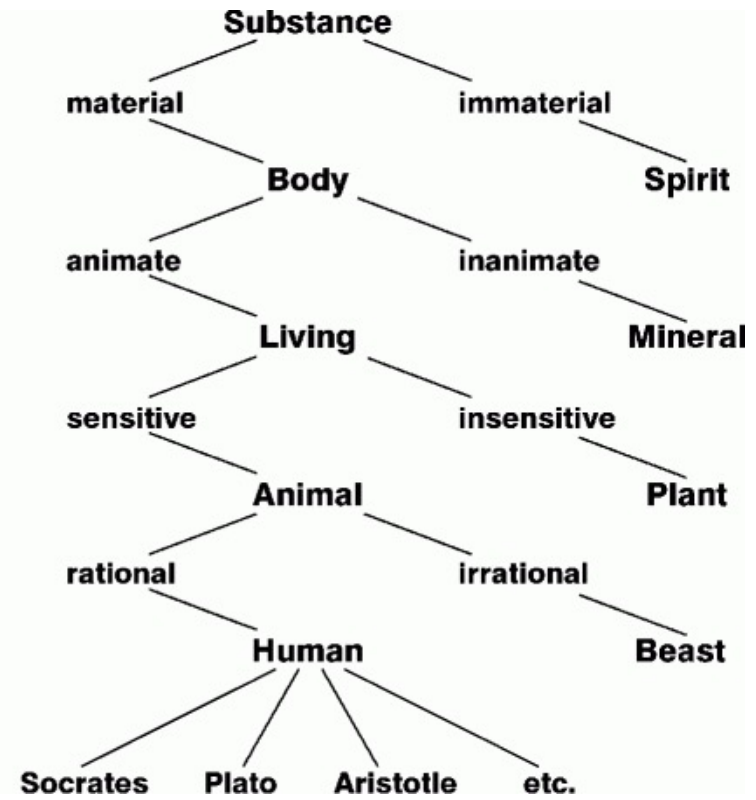 Substance
material immaterial
Body Spirit
animate inanimate
Living Mineral
sensitive insensitive
Animal Plant
rational irrational
Human Beast
Socrates Plato Aristotle etc.